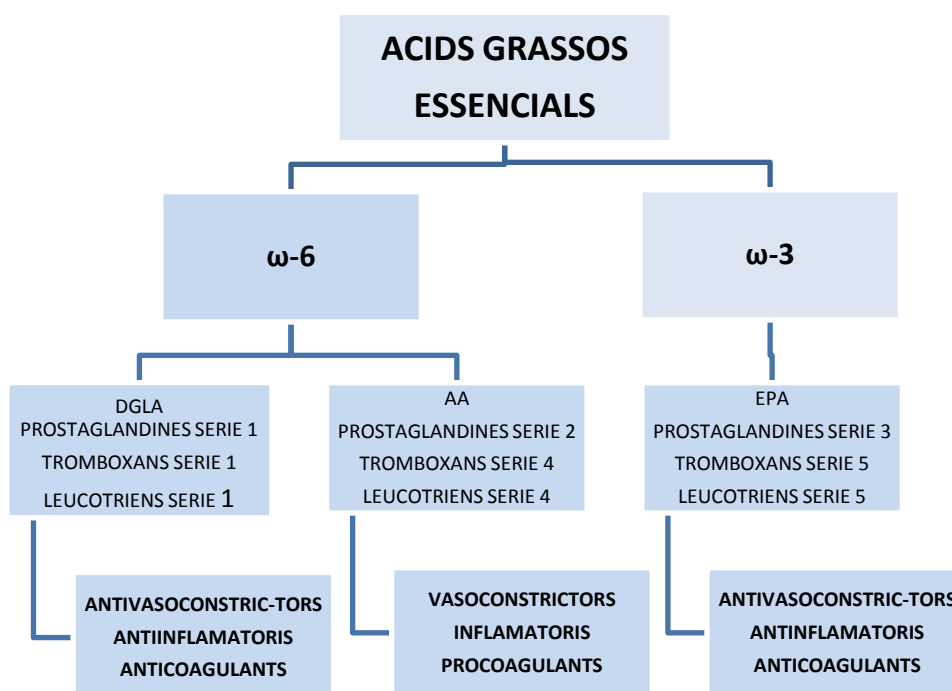 ACIDS GRASSOS
ESSENCIALS
ω-6
ω-3
DGLA
PROSTAGLANDINES SERIE 1
TROMBOXANS SERIE 1
LEUCOTRIENS SERIE 1
AA
PROSTAGLANDINES SERIE 2
TROMBOXANS SERIE 4
LEUCOTRIENS SERIE 4
EPA
PROSTAGLANDINES SERIE 3
TROMBOXANS SERIE 5
LEUCOTRIENS SERIE 5
ANTIVASOCONSTRIC-TORS
ANTIINFLAMATORIS
ANTICOAGULANTS
VASOCONSTRICTORS
INFLAMATORIS
PROCOAGULANTS
ANTIVASOCONSTRIC-TORS
ANTINFLAMATORIS
ANTICOAGULANTS